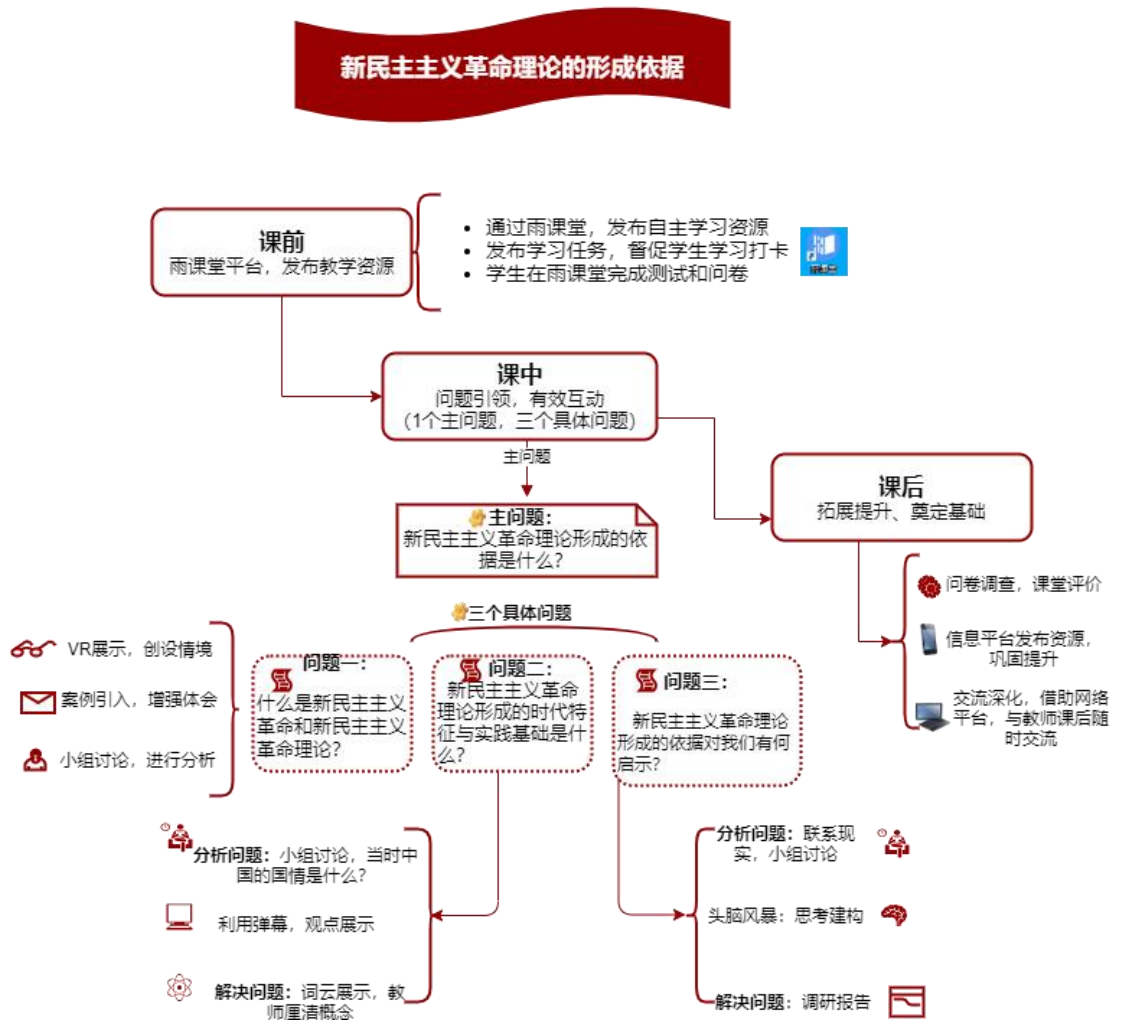 新民主主义革命理论的形成依据
课前
雨课堂平台，发布教学资源
通过雨课堂，发布自主学习资源
发布学习任务，督促学生学习打卡
学生在雨课堂完成测试和问卷
课中
问题引领，有效互动
（1个主问题，三个具体问题）
主问题
课后
拓展提升、奠定基础
主问题：
新民主主义革命理论形成的依
据是什么？
问卷调查，课堂评价
信息平台发布资源，
巩固提升
交流深化，借助网络
平台，与教师课后随
时交流
三个具体问题
VR展示，创设情境
案例引入，增强体会
小组讨论，进行分析
问题一：
什么是新民主主义
革命和新民主主义
革命理论？
问题二：
新民主主义革命
理论形成的时代特
征与实践基础是什
么？
问题三：
新民主主义革命理论
形成的依据对我们有何
启示？
分析问题：小组讨论，当时中
国的国情是什么？
利用弹幕，观点展示
解决问题：词云展示，教
师厘清概念
分析问题：联系现
实，小组讨论
头脑风暴：思考建构
解决问题：调研报告